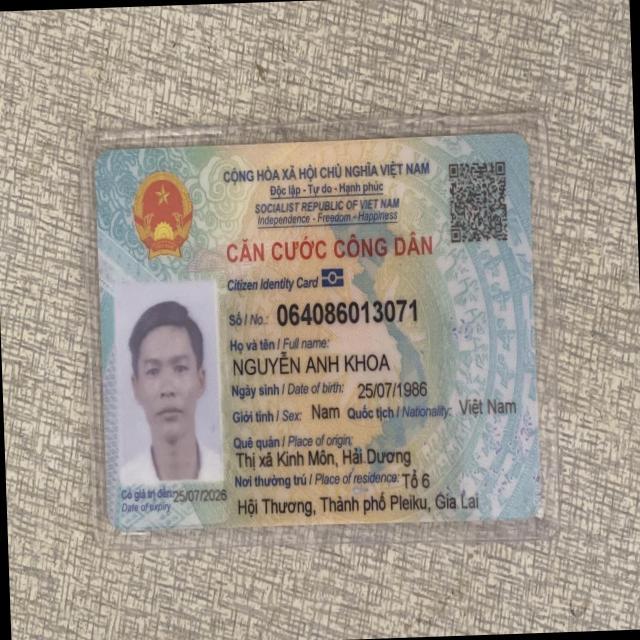 CỘNG HÒA XÃ HỘI CHỦ NGHĨA VIỆT NAM
Độc lập - Tự do - Hạnh phúc
SOCIALIST REPUBLIC OF VIET NAM
Independence - Freedom - Happiness
CĂN CƯỚC CÔNG DÂN
Citizen Identity Card
Số / No.: 064086013071
Họ và tên / Full name:
NGUYỄN ANH KHOA
Ngày sinh / Date of birth: 25/07/1986
Giới tính / Sex: Nam Quốc tịch / Nationality: Việt Nam
Quê quán / Place of origin:
Thị xã Kinh Môn, Hải Dương
Nơi thường trú / Place of residence: Tổ 6
Hội Thương, Thành phố Pleiku, Gia Lai
Có giá trị đến: 25/07/2026
Date of expiry